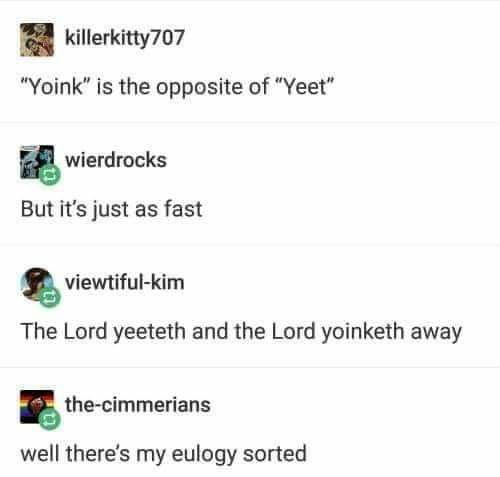 killerkitty707
“Yoink” is the opposite of “Yeet”
wierdrocks
But it’s just as fast
viewtiful-kim
The Lord yeeteth and the Lord yoinketh away
the-cimmerians
well there’s my eulogy sorted